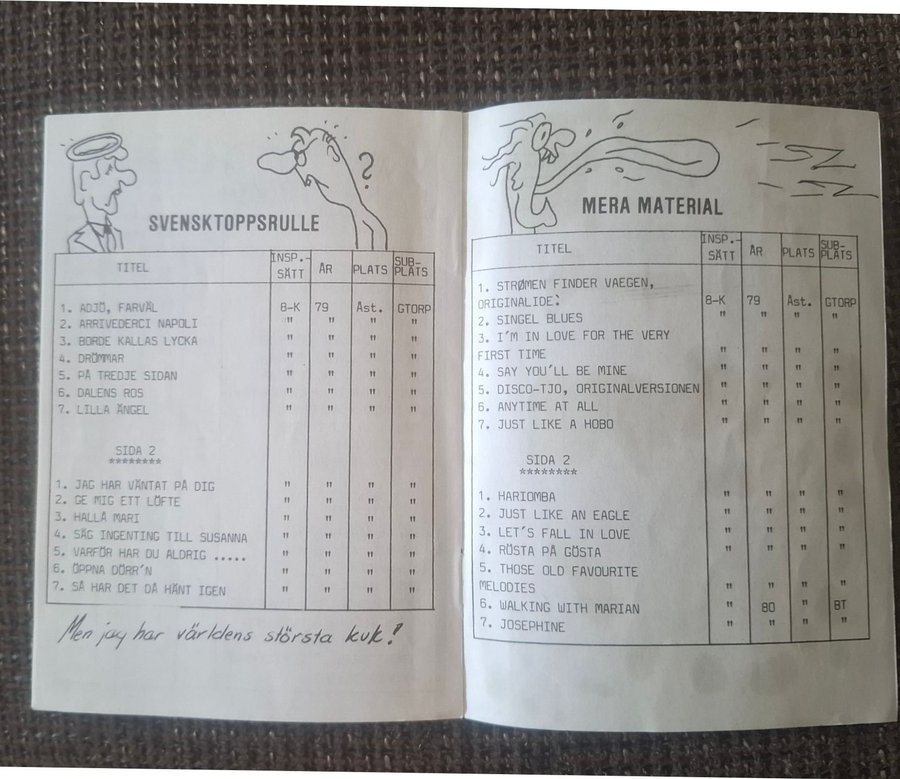 ?
SVENSKTOPPSRULLE
TITEL INSP.-SÄTT ÅR PLATS SUB-PLATS
1. ADJÖ, FARVÄL 8-K 79 Åst. GTORP
2. ARRIVEDERCI NAPOLI " " " "
3. BORDE KALLAS LYCKA " " " "
4. DRÖMMAR " " " "
5. PÅ TREDJE SIDAN " " " "
6. DALENS ROS " " " "
7. LILLA ÄNGEL " " " "
SIDA 2
********
1. JAG HAR VÄNTAT PÅ DIG " " " "
2. GE MIG ETT LÖFTE " " " "
3. HALLÅ MARI " " " "
4. SÄG INGENTING TILL SUSANNA " " " "
5. VARFÖR HAR DU ALDRIG ..... " " " "
6. ÖPPNA DÖRR'N " " " "
7. SÅ HAR DET DÅ HÄNT IGEN " " " "
Men jag har världens största kuk!
MERA MATERIAL
TITEL INSP.-SÄTT ÅR PLATS SUB-PLATS
1. STRØMEN FINDER VAEGEN,
ORIGINALIDE: 8-K 79 Åst. GTORP
2. SINGEL BLUES " " " "
3. I'M IN LOVE FOR THE VERY
FIRST TIME " " " "
4. SAY YOU'LL BE MINE " " " "
5. DISCO-TJO, ORIGINALVERSIONEN " " " "
6. ANYTIME AT ALL " " " "
7. JUST LIKE A HOBO " " " "
SIDA 2
********
1. HARIOMBA " " " "
2. JUST LIKE AN EAGLE " " " "
3. LET'S FALL IN LOVE " " " "
4. RÖSTA PÅ GÖSTA " " " "
5. THOSE OLD FAVOURITE
MELODIES " " " "
6. WALKING WITH MARIAN " 80 " BT
7. JOSEPHINE " " " "